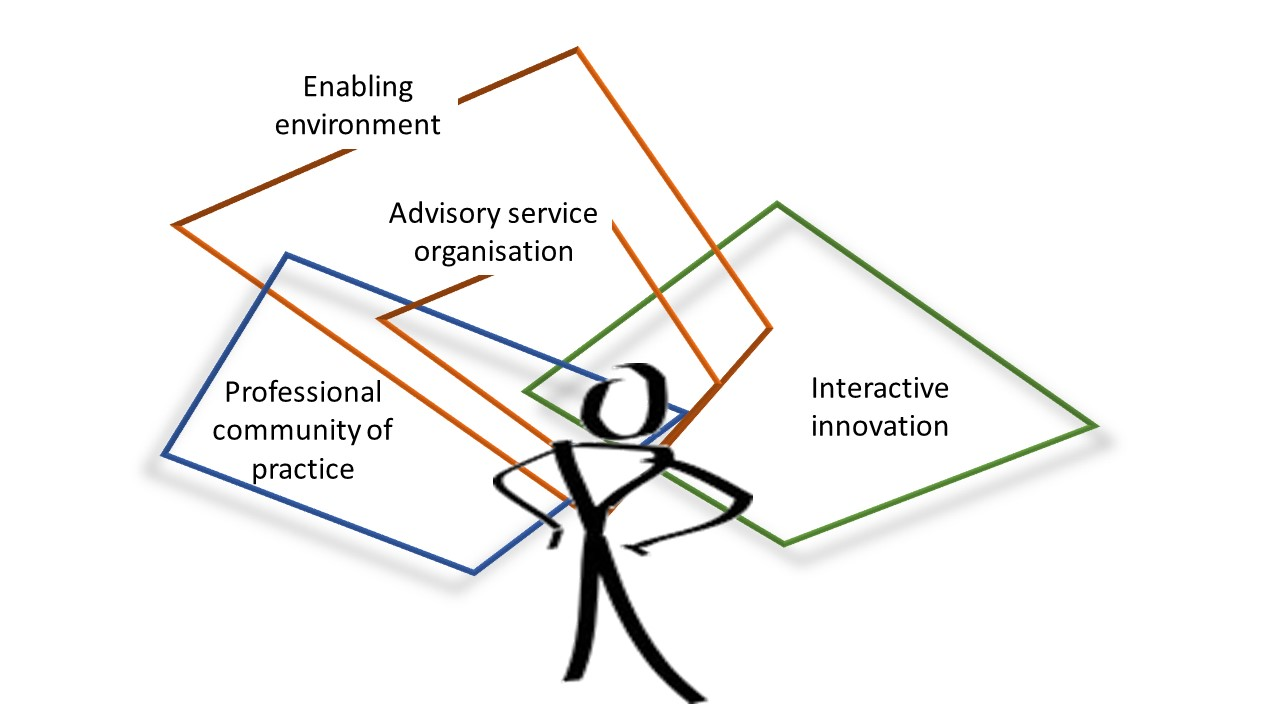 Enabling
environment
Advisory service
organisation
Professional
community of
practice
Interactive
innovation